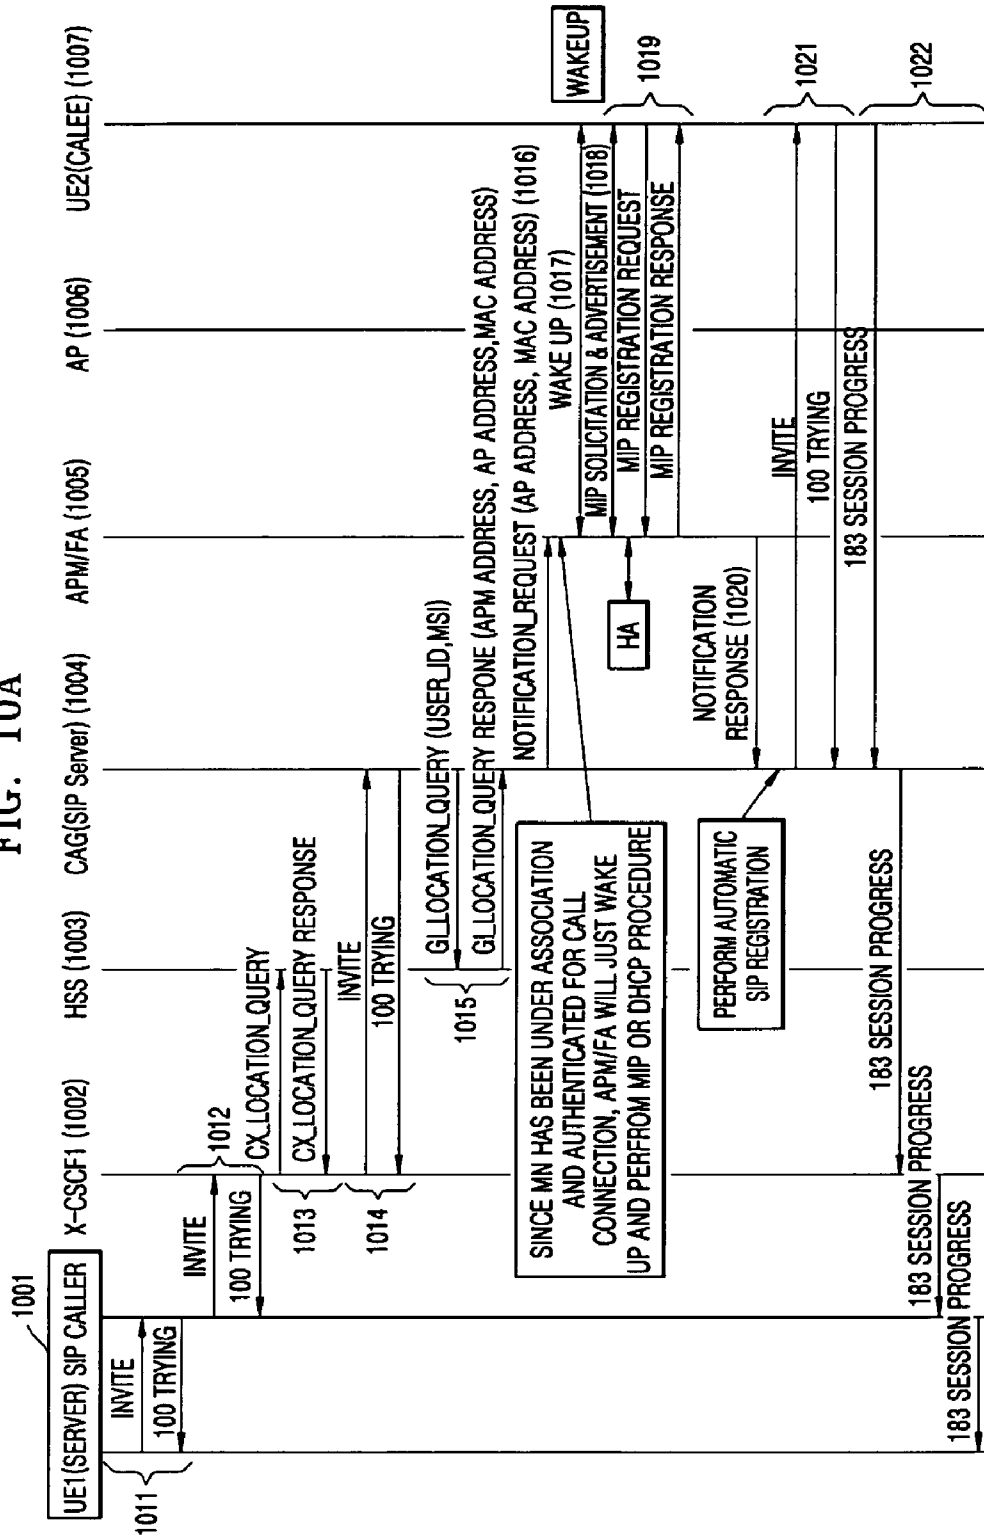 FIG. 10A
1001
UE1(SERVER) SIP CALLER
X-CSCF1 (1002)
HSS (1003)
CAG(SIP Server) (1004)
APM/FA (1005)
AP (1006)
UE2(CALEE) (1007)
1011
INVITE
100 TRYING
INVITE
100 TRYING
1012
CX_LOCATION_QUERY
1013
CX_LOCATION_QUERY RESPONSE
1014
INVITE
100 TRYING
1015
GLLOCATION_QUERY (USER_ID,MSI)
GLLOCATION_QUERY RESPONE (APM ADDRESS, AP ADDRESS,MAC ADDRESS)
NOTIFICATION_REQUEST (AP ADDRESS, MAC ADDRESS) (1016)
WAKE UP (1017)
WAKEUP
MIP SOLICITATION & ADVERTISEMENT (1018)
HA
MIP REGISTRATION REQUEST
MIP REGISTRATION RESPONSE
1019
SINCE MN HAS BEEN UNDER ASSOCIATION
AND AUTHENTICATED FOR CALL
CONNECTION, APM/FA WILL JUST WAKE
UP AND PERFROM MIP OR DHCP PROCEDURE
NOTIFICATION
RESPONSE (1020)
PERFORM AUTOMATIC
SIP REGISTRATION
INVITE
100 TRYING
1021
183 SESSION PROGRESS
1022
183 SESSION PROGRESS
183 SESSION PROGRESS
183 SESSION PROGRESS